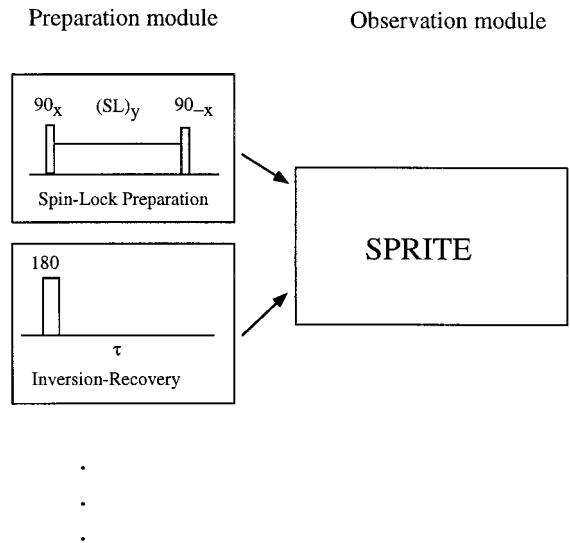 Preparation module
Observation module
90x (SL)y 90-x
Spin-Lock Preparation
180
τ
Inversion-Recovery
SPRITE
.
.
.